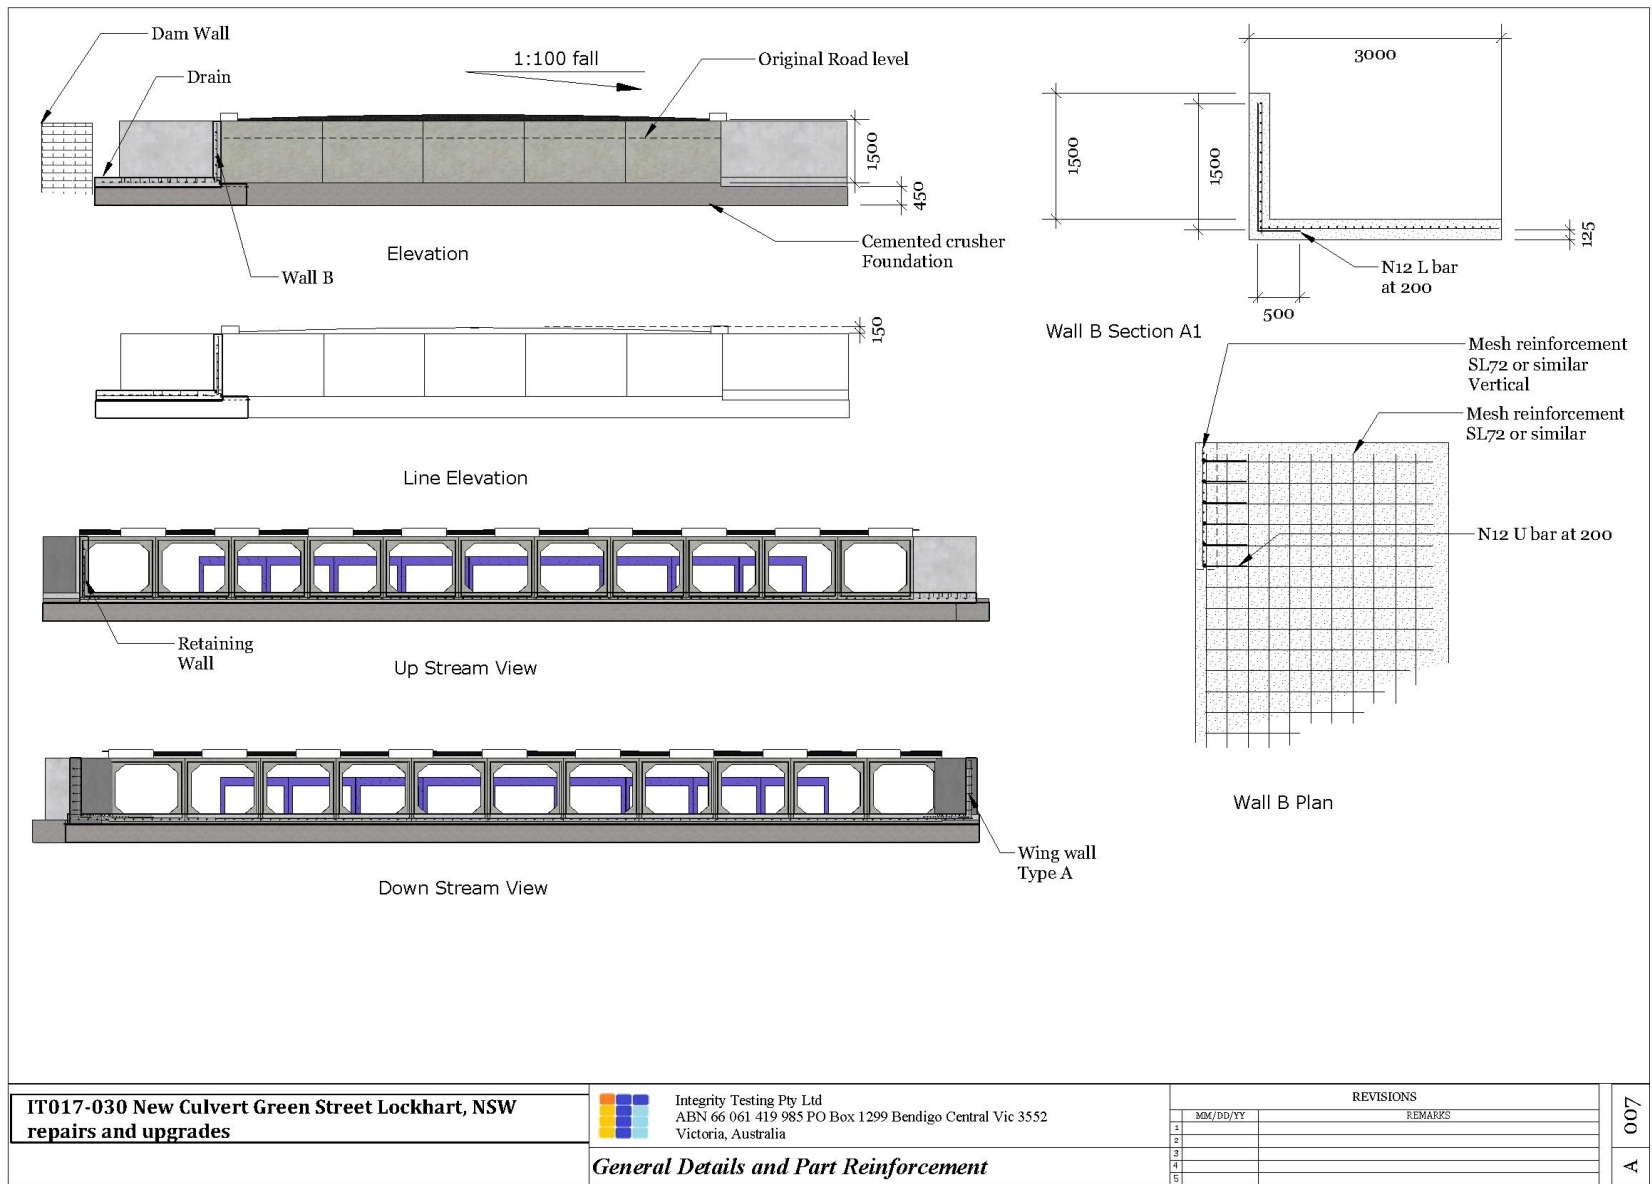 Dam Wall
Drain
1:100 fall
Original Road level
1500
450
Elevation
Wall B
Cemented crusher
Foundation
3000
1500
1500
125
N12 L bar
at 200
500
Wall B Section A1
150
Line Elevation
Mesh reinforcement
SL72 or similar
Vertical
Mesh reinforcement
SL72 or similar
N12 U bar at 200
Wall B Plan
Retaining
Wall
Up Stream View
Wing wall
Type A
Down Stream View
IT017-030 New Culvert Green Street Lockhart, NSW
repairs and upgrades
Integrity Testing Pty Ltd
ABN 66 061 419 985 PO Box 1299 Bendigo Central Vic 3552
Victoria, Australia
General Details and Part Reinforcement
REVISIONS
MM/DD/YY REMARKS
1
2
3
4
5
007
A